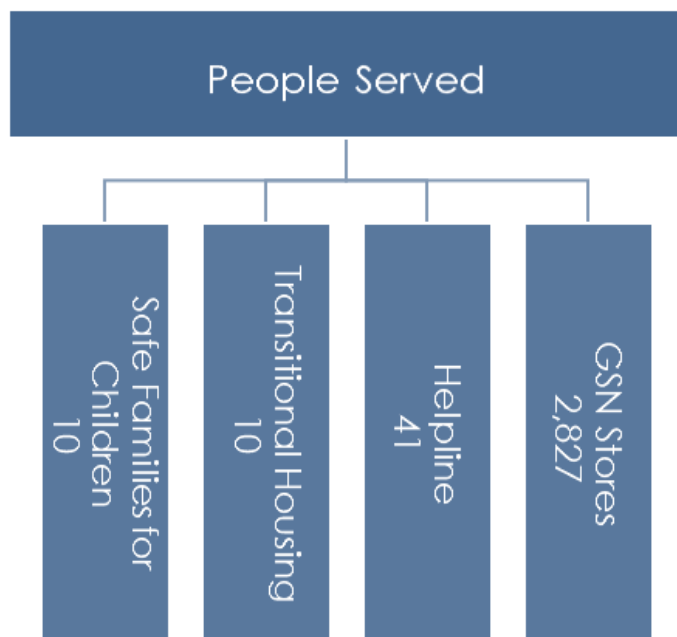 People Served
Safe Families for
Children
10
Transitional Housing
10
Helpline
41
GSN Stores
2,827